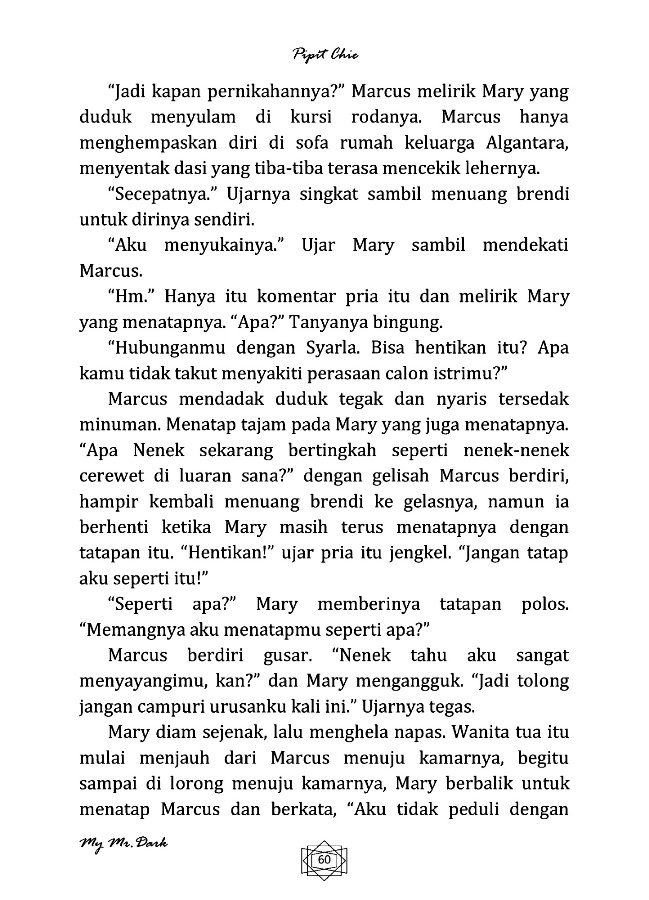 Pipit Chie
“Jadi kapan pernikahannya?” Marcus melirik Mary yang
duduk menyulam di kursi rodanya. Marcus hanya
menghempaskan diri di sofa rumah keluarga Algantara,
menyentak dasi yang tiba-tiba terasa mencekik lehernya.
“Secepatnya.” Ujarnya singkat sambil menuang brendi
untuk dirinya sendiri.
“Aku menyukainya.” Ujar Mary sambil mendekati
Marcus.
“Hm.” Hanya itu komentar pria itu dan melirik Mary
yang menatapnya. “Apa?” Tanyanya bingung.
“Hubunganmu dengan Syarla. Bisa hentikan itu? Apa
kamu tidak takut menyakiti perasaan calon istrimu?”
Marcus mendadak duduk tegak dan nyaris tersedak
minuman. Menatap tajam pada Mary yang juga menatapnya.
“Apa Nenek sekarang bertingkah seperti nenek-nenek
cerewet di luaran sana?” dengan gelisah Marcus berdiri,
hampir kembali menuang brendi ke gelasnya, namun ia
berhenti ketika Mary masih terus menatapnya dengan
tatapan itu. “Hentikan!” ujar pria itu jengkel. “Jangan tatap
aku seperti itu!”
“Seperti apa?” Mary memberinya tatapan polos.
“Memangnya aku menatapmu seperti apa?”
Marcus berdiri gusar. “Nenek tahu aku sangat
menyayangimu, kan?” dan Mary mengangguk. “Jadi tolong
jangan campuri urusanku kali ini.” Ujarnya tegas.
Mary diam sejenak, lalu menghela napas. Wanita tua itu
mulai menjauh dari Marcus menuju kamarnya, begitu
sampai di lorong menuju kamarnya, Mary berbalik untuk
menatap Marcus dan berkata, “Aku tidak peduli dengan
My Mr. Dark
60